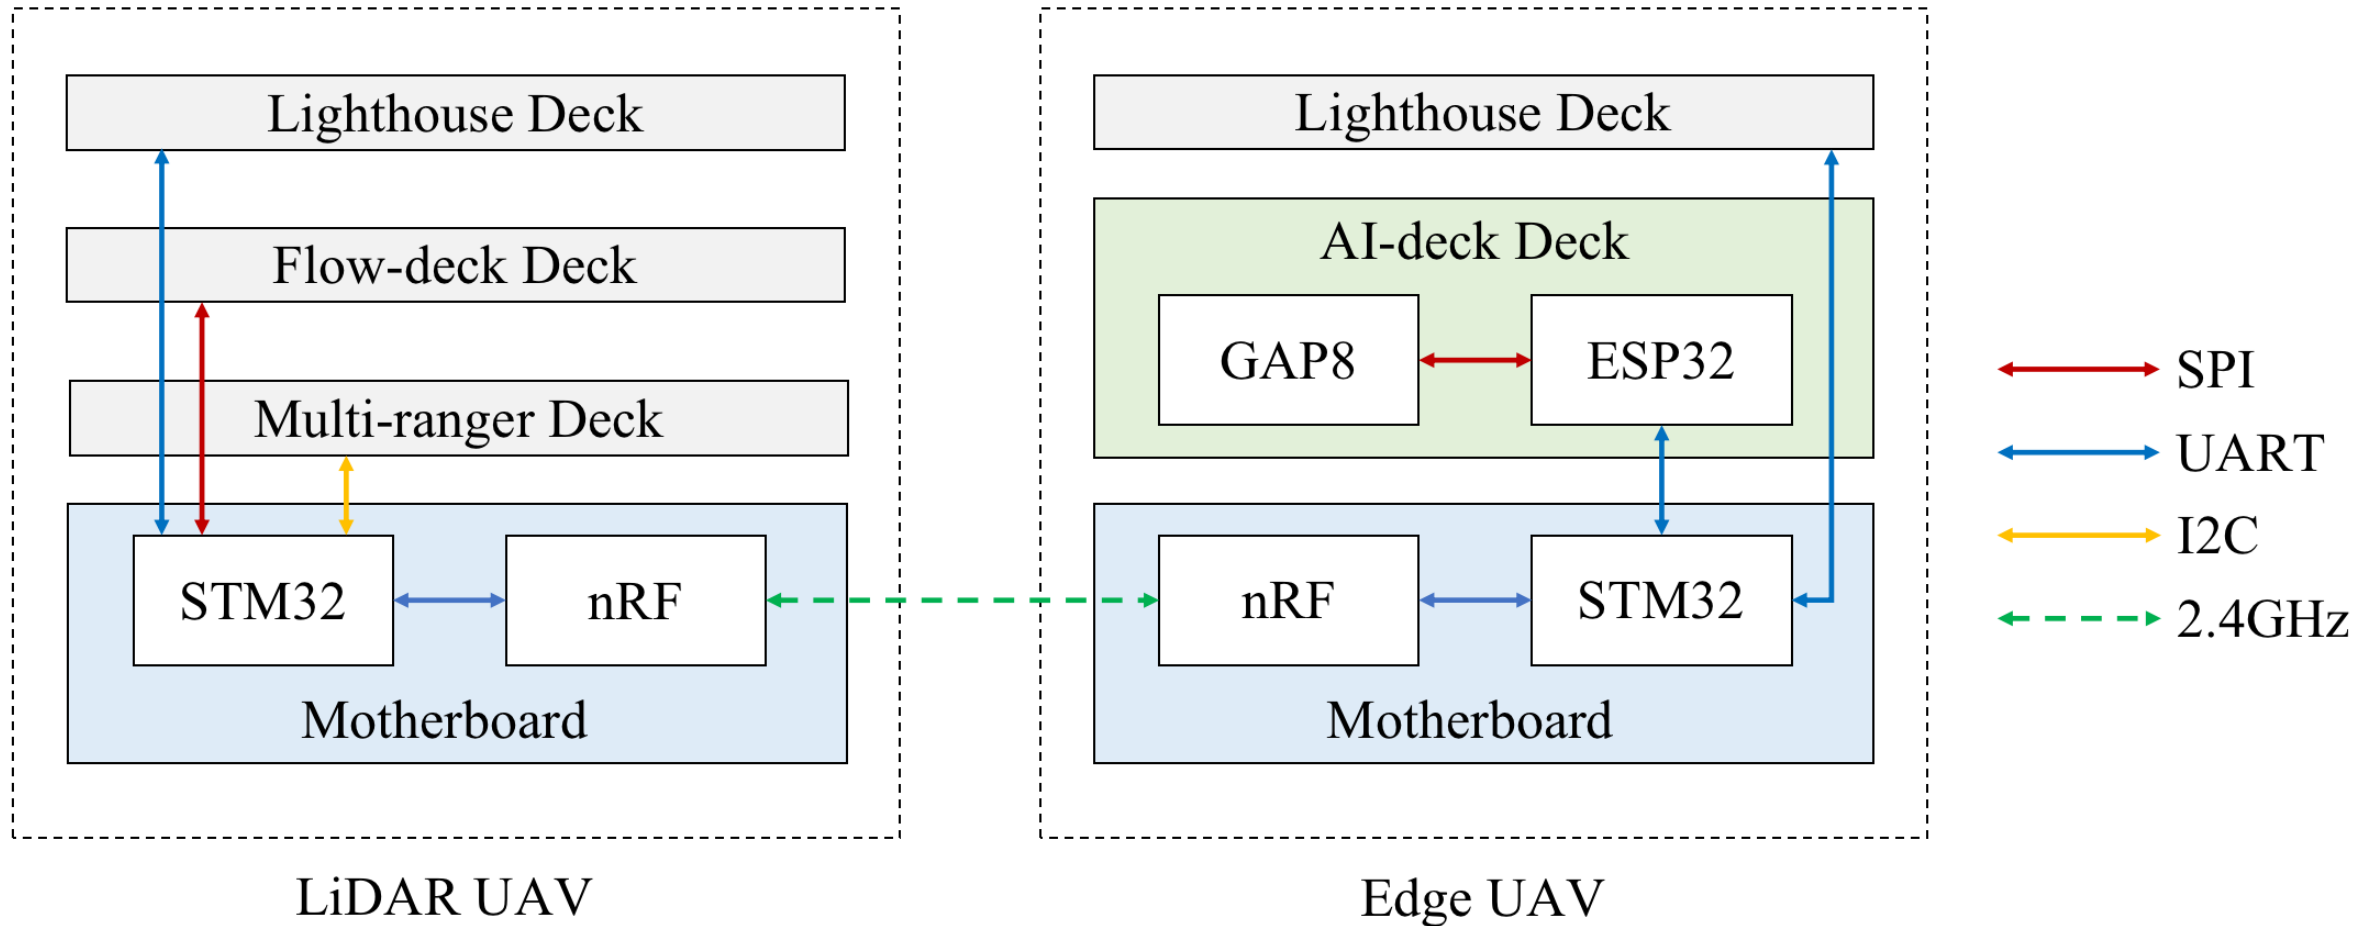 Lighthouse Deck
Flow-deck Deck
Multi-ranger Deck
STM32
nRF
Motherboard
LiDAR UAV
Lighthouse Deck
AI-deck Deck
GAP8
ESP32
nRF
STM32
Motherboard
Edge UAV
SPI
UART
I2C
2.4GHz